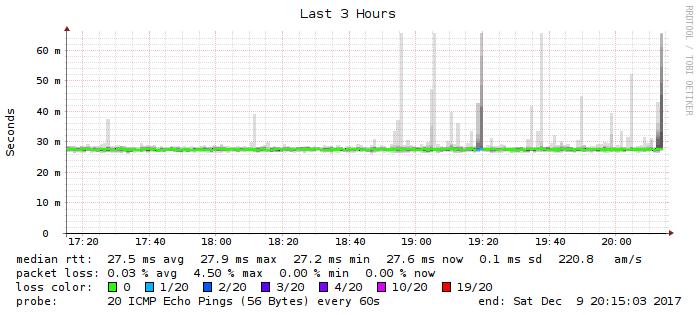 Last 3 Hours
RRDTOOL / TOBI OETIKER
Seconds
60 m
50 m
40 m
30 m
20 m
10 m
0
17:20 17:40 18:00 18:20 18:40 19:00 19:20 19:40 20:00
median rtt: 27.5 ms avg 27.9 ms max 27.2 ms min 27.6 ms now 0.1 ms sd 220.8 am/s
packet loss: 0.03 % avg 4.50 % max 0.00 % min 0.00 % now
loss color: 0 1/20 2/20 3/20 4/20 10/20 19/20
probe: 20 ICMP Echo Pings (56 Bytes) every 60s end: Sat Dec 9 20:15:03 2017